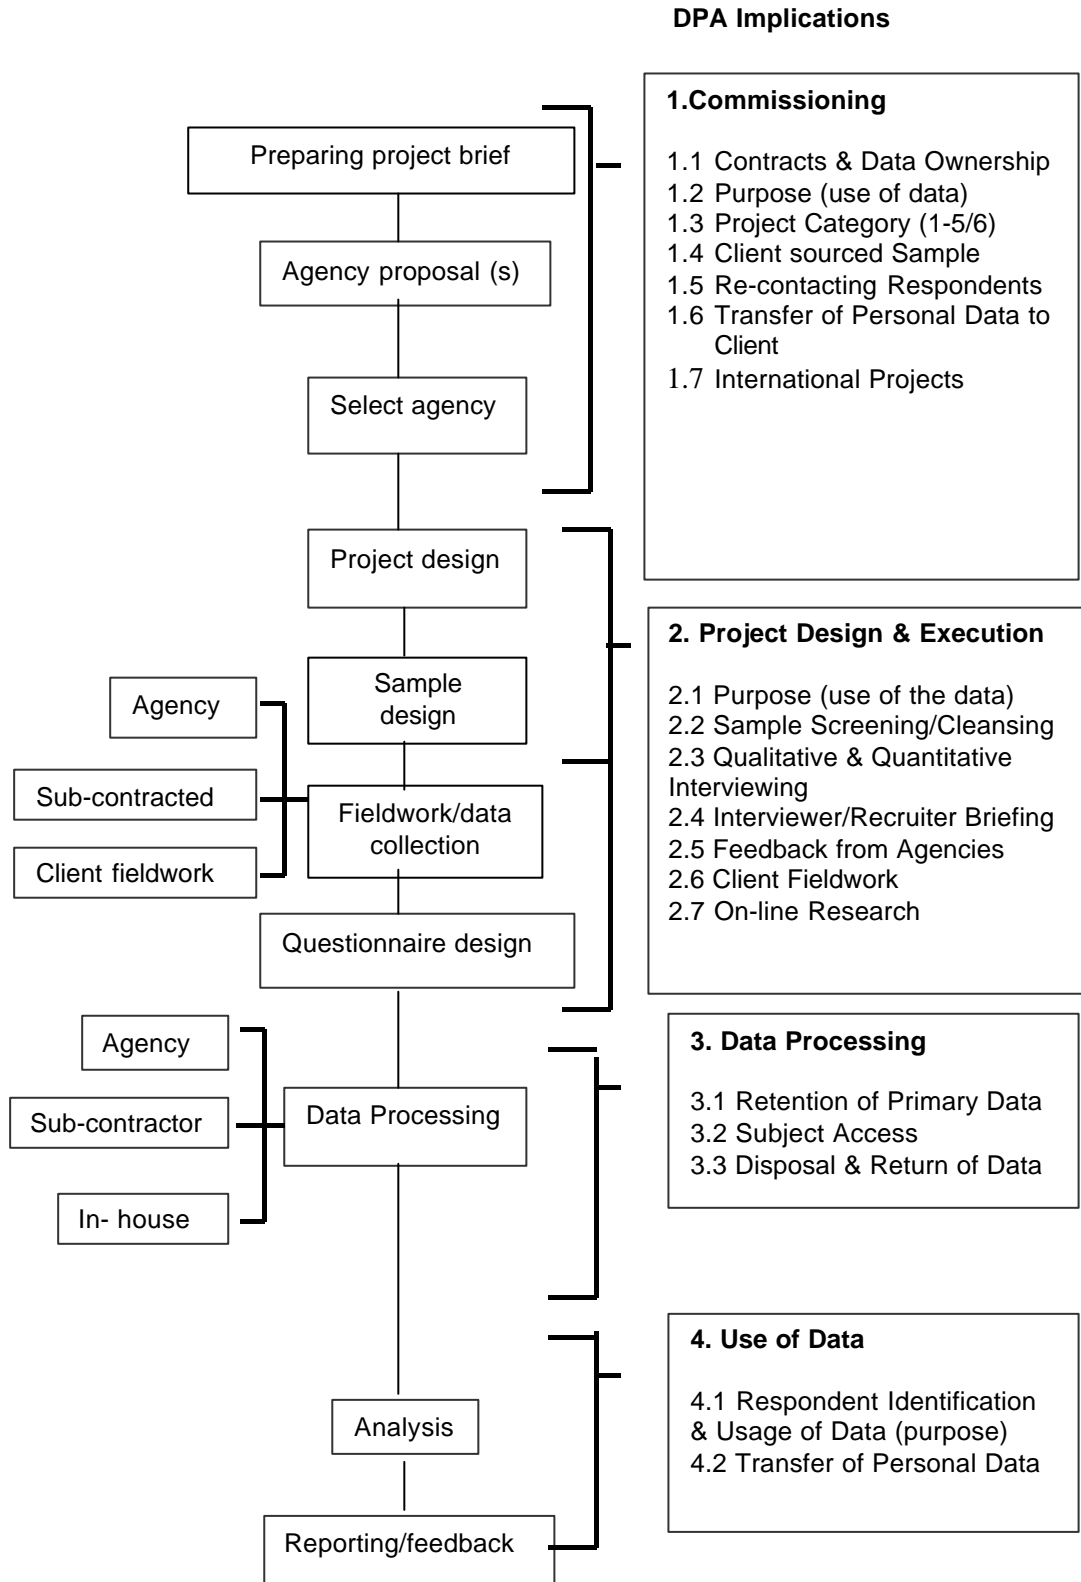 DPA Implications
Preparing project brief
Agency proposal (s)
Select agency
1.Commissioning
1.1 Contracts & Data Ownership
1.2 Purpose (use of data)
1.3 Project Category (1-5/6)
1.4 Client sourced Sample
1.5 Re-contacting Respondents
1.6 Transfer of Personal Data to
Client
1.7 International Projects
Project design
Sample
design
Agency
Sub-contracted
Client fieldwork
Fieldwork/data
collection
Questionnaire design
2. Project Design & Execution
2.1 Purpose (use of the data)
2.2 Sample Screening/Cleansing
2.3 Qualitative & Quantitative
Interviewing
2.4 Interviewer/Recruiter Briefing
2.5 Feedback from Agencies
2.6 Client Fieldwork
2.7 On-line Research
Agency
Sub-contractor
In- house
Data Processing
3. Data Processing
3.1 Retention of Primary Data
3.2 Subject Access
3.3 Disposal & Return of Data
Analysis
Reporting/feedback
4. Use of Data
4.1 Respondent Identification
& Usage of Data (purpose)
4.2 Transfer of Personal Data